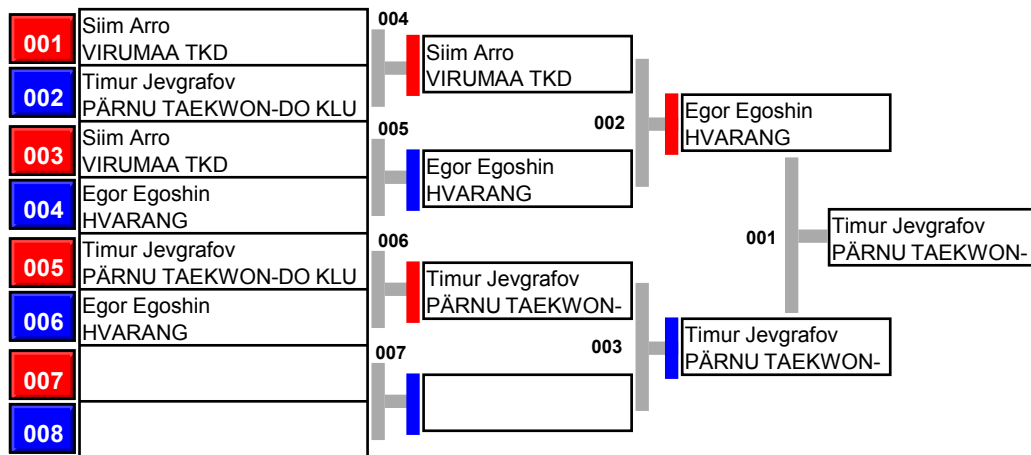 001
Siim Arro
VIRUMAA TKD
002
Timur Jevgrafov
PÄRNU TAEKWON-DO KLU
003
Siim Arro
VIRUMAA TKD
004
Egor Egoshin
HVARANG
005
Timur Jevgrafov
PÄRNU TAEKWON-DO KLU
006
Egor Egoshin
HVARANG
007
008
004
Siim Arro
VIRUMAA TKD
005
Egor Egoshin
HVARANG
006
Timur Jevgrafov
PÄRNU TAEKWON-
007
002
Egor Egoshin
HVARANG
003
Timur Jevgrafov
PÄRNU TAEKWON-
001
Timur Jevgrafov
PÄRNU TAEKWON-